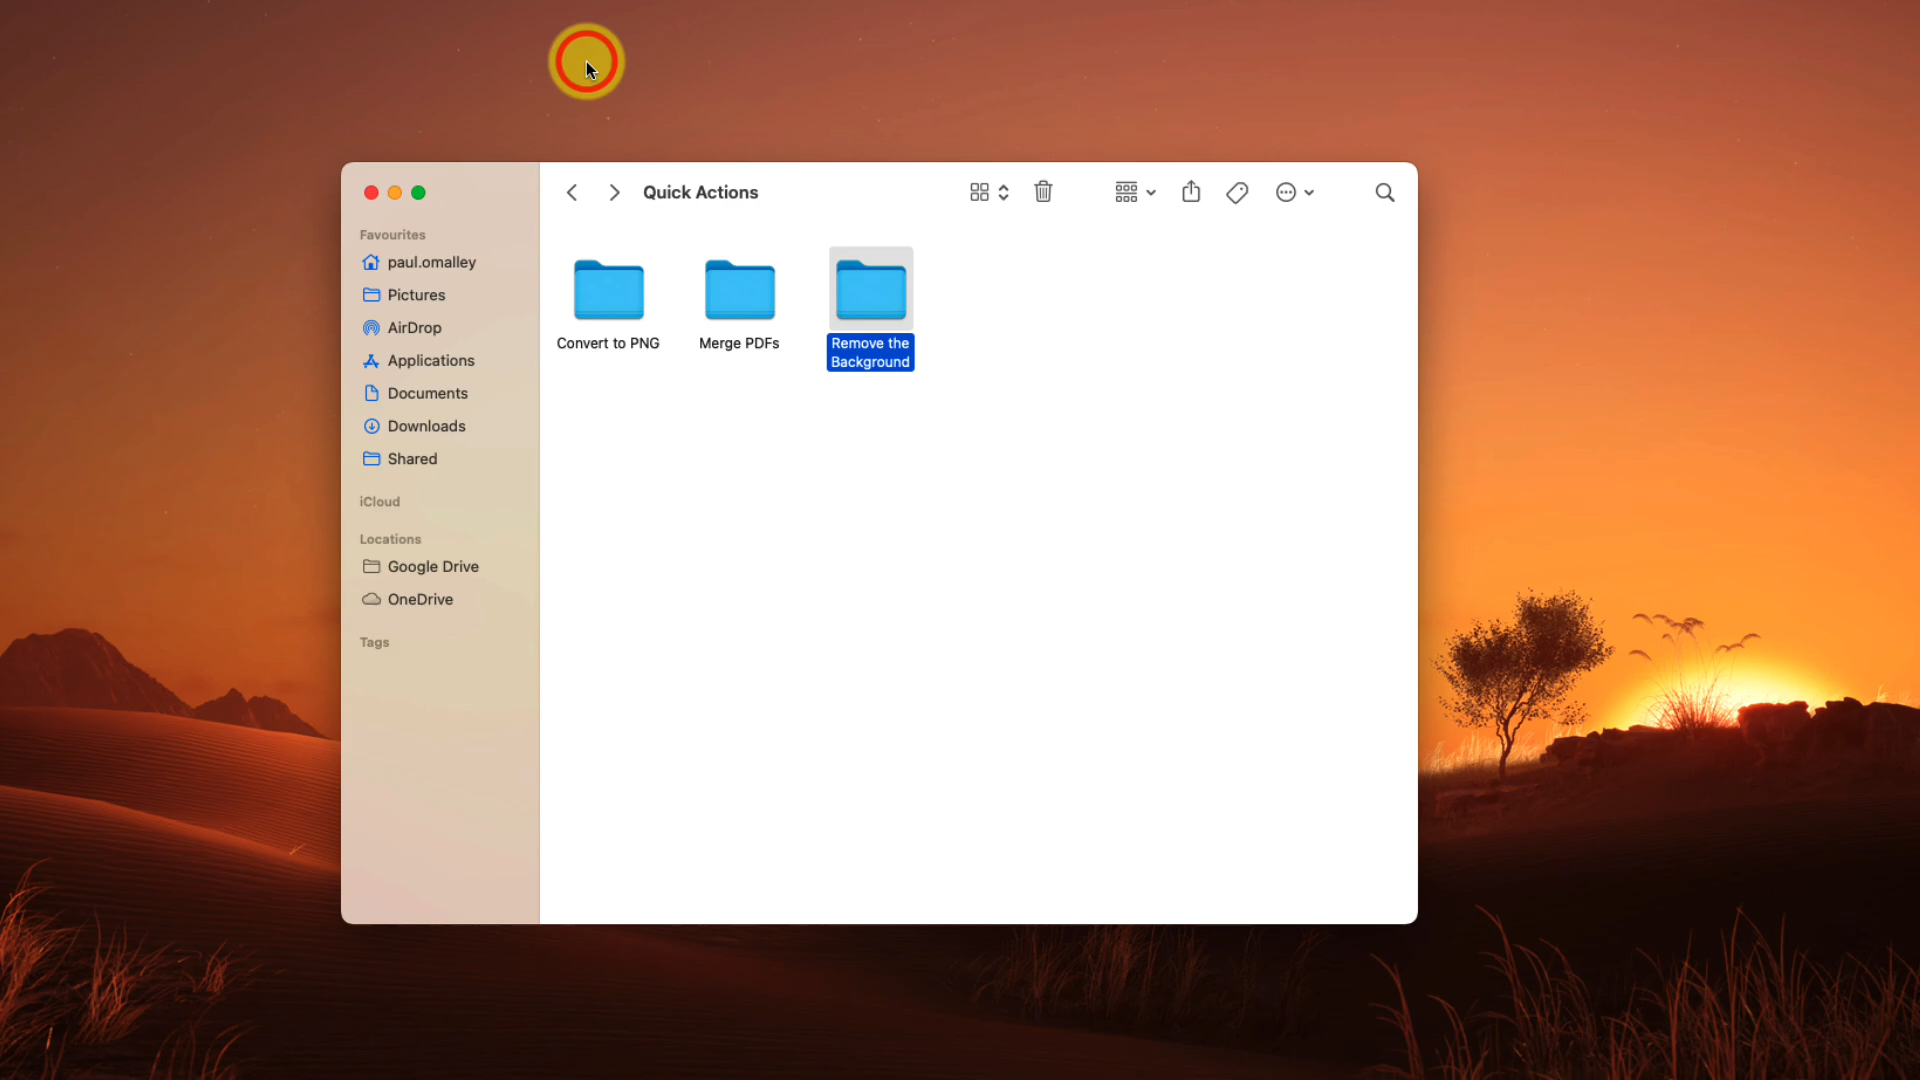 Quick Actions
Favourites
paul.omalley
Pictures
AirDrop
Applications
Documents
Downloads
Shared
iCloud
Locations
Google Drive
OneDrive
Tags
Convert to PNG
Merge PDFs
Remove the
Background